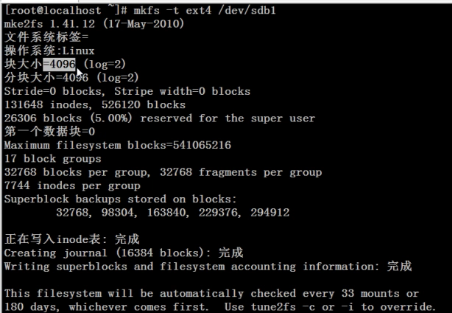 [root@localhost ~]# mkfs -t ext4 /dev/sdb1
mke2fs 1.41.12 (17-May-2010)
文件系统标签=
操作系统:Linux
块大小=4096 (log=2)
分块大小=4096 (log=2)
Stride=0 blocks, Stripe width=0 blocks
131648 inodes, 526120 blocks
26306 blocks (5.00%) reserved for the super user
第一个数据块=0
Maximum filesystem blocks=541065216
17 block groups
32768 blocks per group, 32768 fragments per group
7744 inodes per group
Superblock backups stored on blocks:
32768, 98304, 163840, 229376, 294912
正在写入inode表: 完成
Creating journal (16384 blocks): 完成
Writing superblocks and filesystem accounting information: 完成
This filesystem will be automatically checked every 33 mounts or
180 days, whichever comes first.  Use tune2fs -c or -i to override.